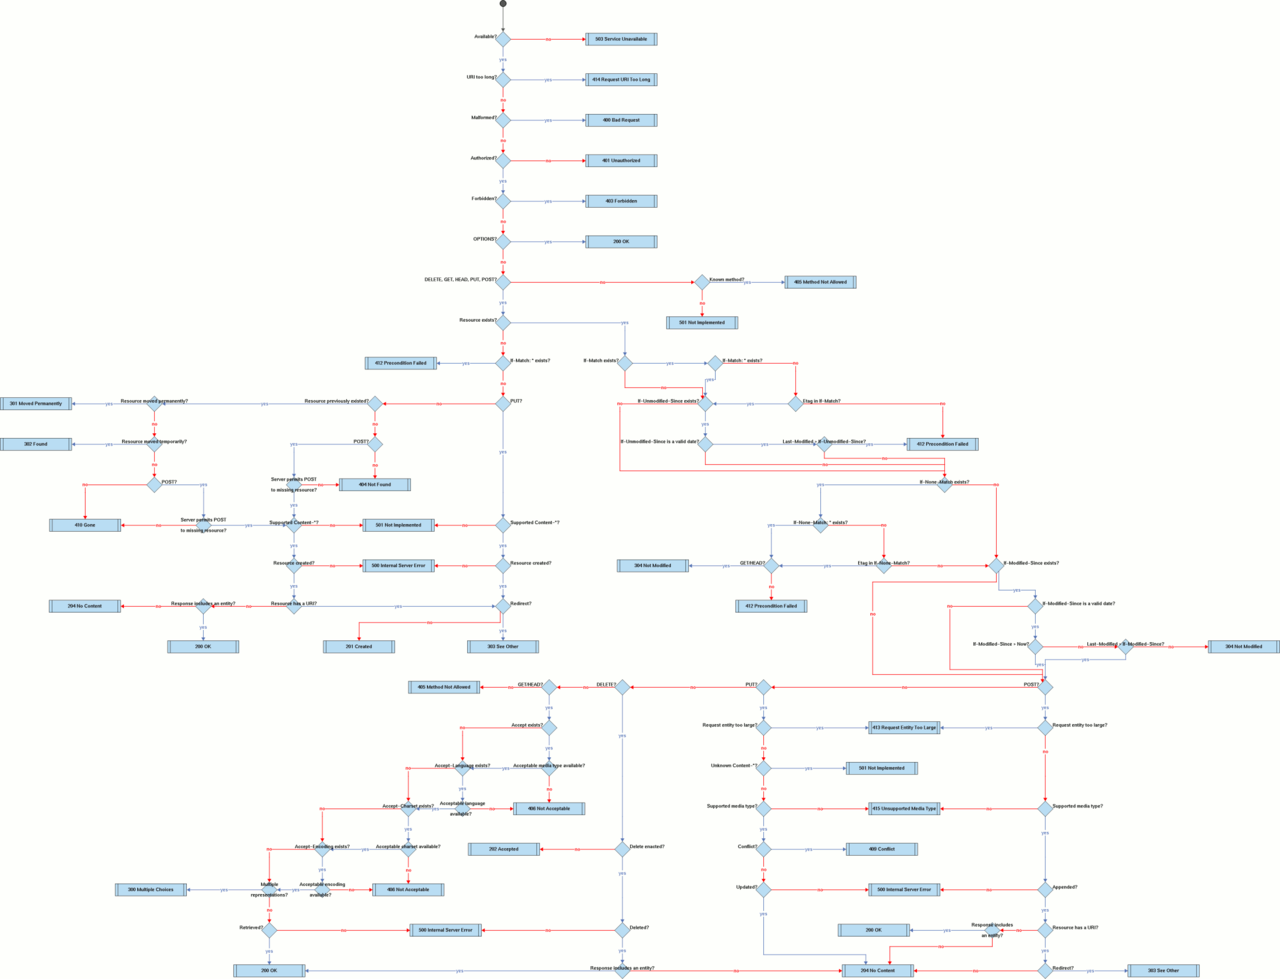 Available?
no
503 Service Unavailable
yes
URI too long?
yes
414 Request URI Too Long
no
Malformed?
yes
400 Bad Request
no
Authorized?
no
401 Unauthorized
yes
Forbidden?
yes
403 Forbidden
no
OPTIONS?
yes
200 OK
no
DELETE, GET, HEAD, PUT, POST?
no
Known method?
yes
405 Method Not Allowed
yes
no
Resource exists?
yes
501 Not Implemented
no
412 Precondition Failed
yes
If-Match: * exists?
If-Match exists?
yes
If-Match: * exists?
no
yes
no
no
301 Moved Permanently
yes
Resource moved permanently?
yes
Resource previously existed?
no
PUT?
no
If-Unmodified-Since exists?
yes
Etag in If-Match?
no
no
no
yes
302 Found
yes
Resource moved temporarily?
yes
POST?
yes
If-Unmodified-Since is a valid date?
Last-Modified > If-Unmodified-Since?
yes
412 Precondition Failed
no
no
no
no
no
POST?
yes
Server permits POST
to missing resource?
404 Not Found
If-None-Match exists?
yes
no
yes
410 Gone
no
Server permits POST
to missing resource?
yes
Supported Content-*?
no
501 Not Implemented
no
Supported Content-*?
If-None-Match: * exists?
no
yes
yes
yes
no
Resource created?
no
500 Internal Server Error
no
Resource created?
304 Not Modified
yes
GET/HEAD?
yes
Etag in If-None-Match?
no
If-Modified-Since exists?
yes
yes
no
yes
204 No Content
no
Response includes an entity?
no
Resource has a URI?
yes
Redirect?
412 Precondition Failed
no
no
If-Modified-Since is a valid date?
yes
no
yes
yes
200 OK
201 Created
303 See Other
If-Modified-Since > Now?
no
Last-Modified > If-Modified-Since?
no
304 Not Modified
yes
yes
no
405 Method Not Allowed
no
GET/HEAD?
no
DELETE?
no
PUT?
no
POST?
yes
yes
yes
Accept exists?
no
Request entity too large?
yes
413 Request Entity Too Large
yes
Request entity too large?
yes
yes
no
no
no
Accept-Language exists?
yes
Acceptable media type available?
Unknown Content-*?
yes
501 Not Implemented
yes
no
no
no
Accept-Charset exists?
yes
Acceptable language
available?
no
406 Not Acceptable
Supported media type?
no
415 Unsupported Media Type
no
Supported media type?
yes
yes
yes
no
Accept-Encoding exists?
yes
Acceptable charset available?
202 Accepted
no
Delete enacted?
Conflict?
yes
409 Conflict
yes
no
no
300 Multiple Choices
yes
Multiple
representations?
yes
Acceptable encoding
available?
no
406 Not Acceptable
Updated?
no
500 Internal Server Error
no
Appended?
no
yes
yes
yes
Retrieved?
no
500 Internal Server Error
no
Deleted?
200 OK
yes
Response includes
an entity?
no
Resource has a URI?
yes
yes
no
yes
200 OK
yes
Response includes an entity?
no
204 No Content
no
Redirect?
yes
303 See Other